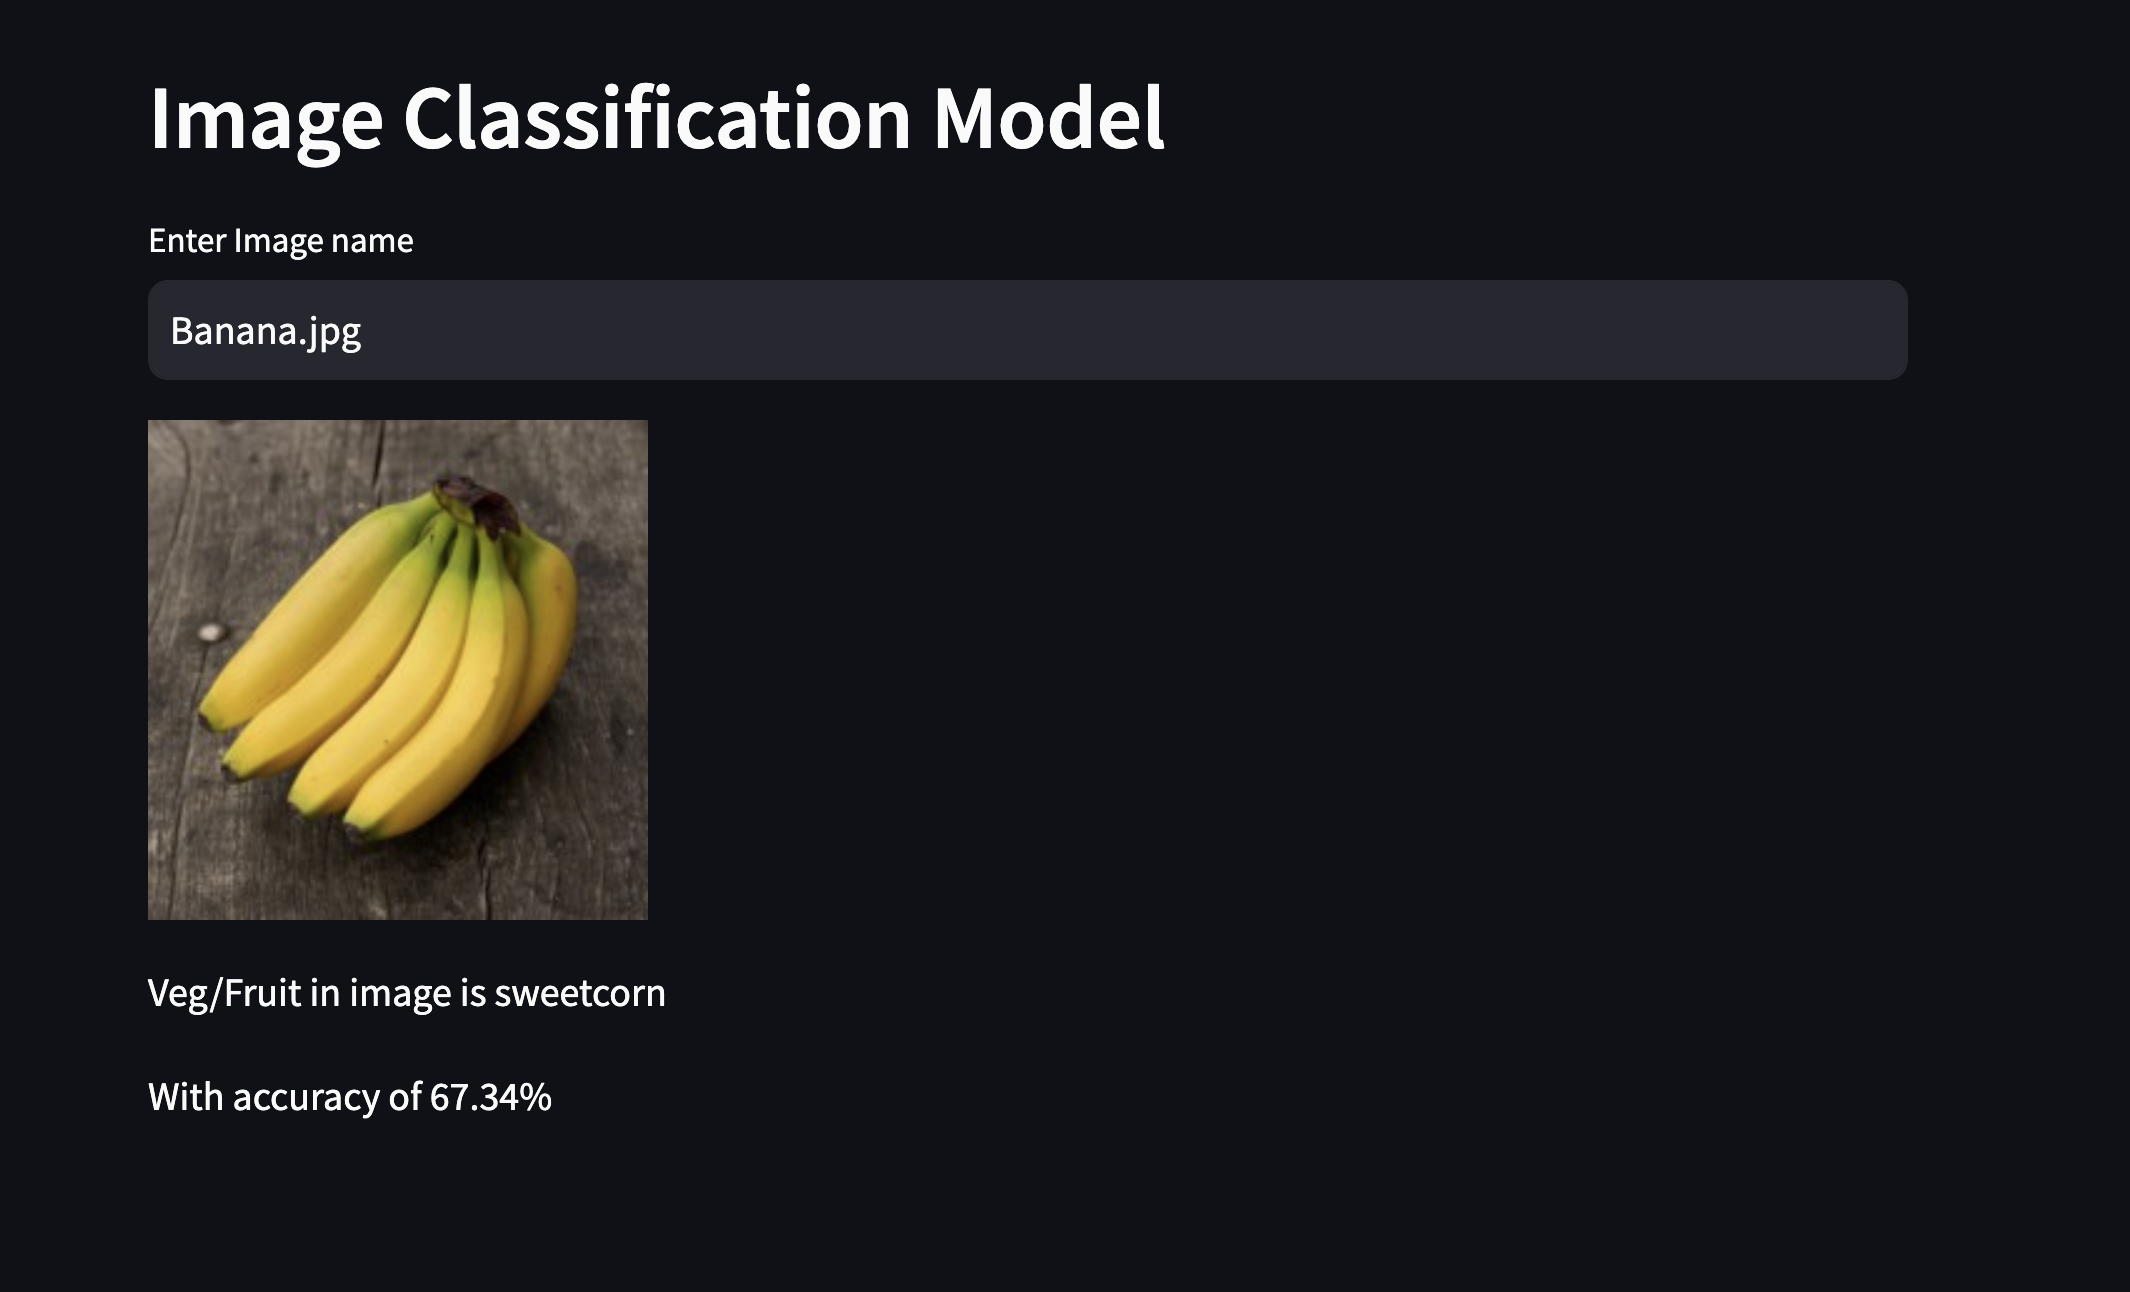 Image Classification Model
Enter Image name
Banana.jpg
Veg/Fruit in image is sweetcorn
With accuracy of 67.34%